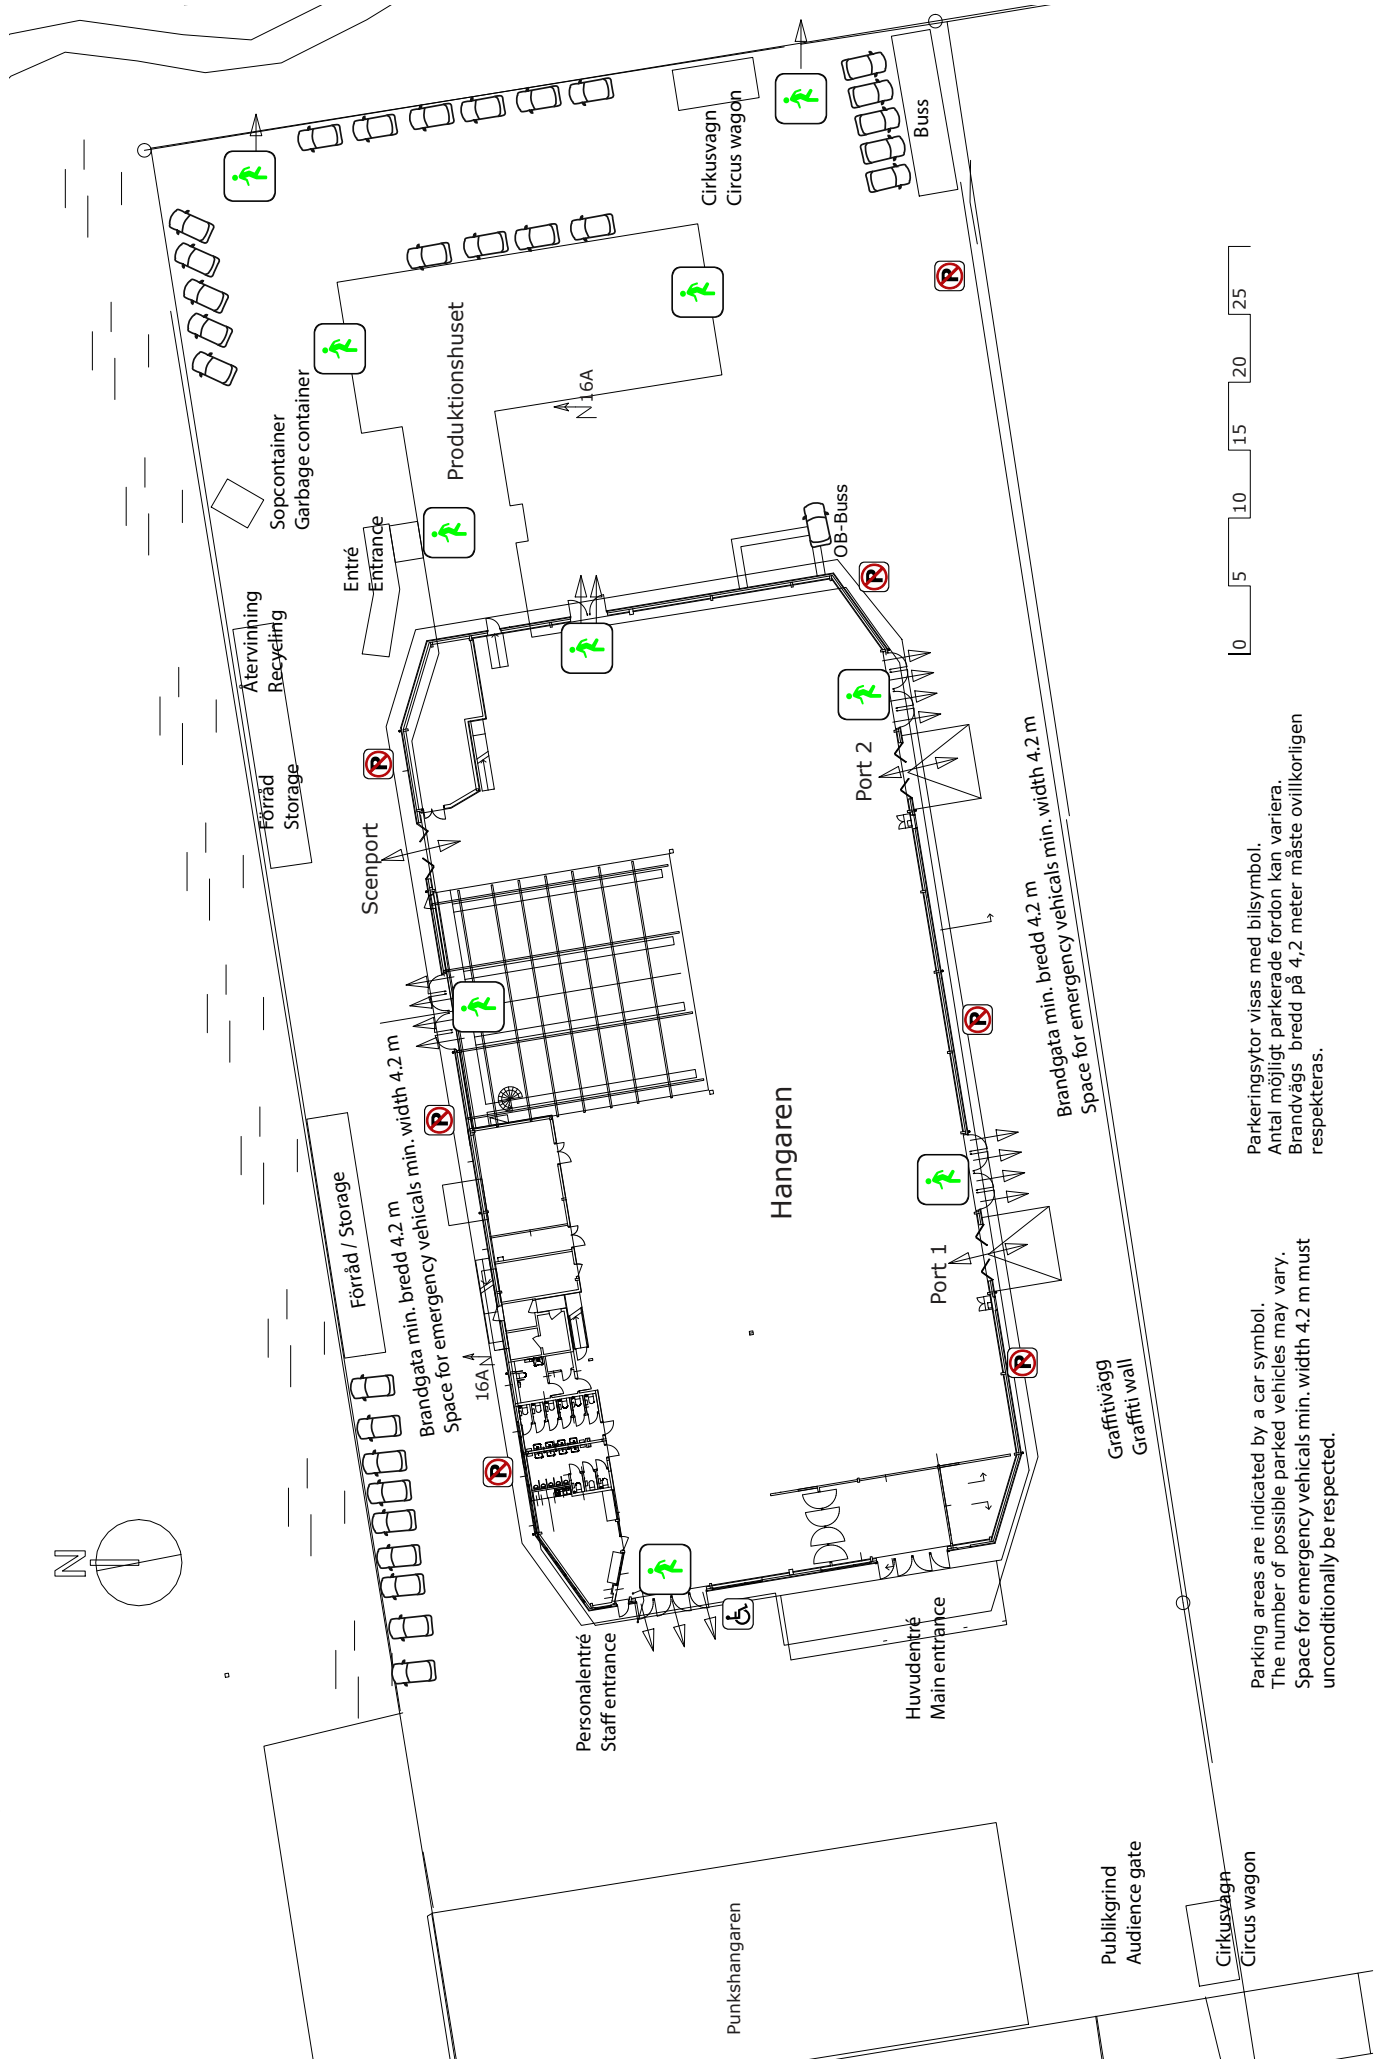 N
Cirkusvagn
Circus wagon
Buss
Produktionshuset
16A
Sopcontainer
Garbage container
Entré
Entrance
OB-Buss
Återvinning
Recycling
Förråd
Storage
Scenport
Port 2
P
P
P
P
P
P
P
Brandgata min. bredd 4.2 m
Space for emergency vehicals min. width 4.2 m
Brandgata min. bredd 4.2 m
Space for emergency vehicals min. width 4.2 m
Förråd / Storage
Hangaren
Port 1
16A
Graffitivägg
Graffiti wall
Personalentré
Staff entrance
Huvudentré
Main entrance
Punkshangaren
Publikgrind
Audience gate
Cirkusvagn
Circus wagon
0 5 10 15 20 25
Parkeringsytor visas med bilsymbol.
Antal möjligt parkerade fordon kan variera.
Brandvägs bredd på 4,2 meter måste ovillkorligen
respekteras.
Parking areas are indicated by a car symbol.
The number of possible parked vehicles may vary.
Space for emergency vehicals min. width 4.2 m must
unconditionally be respected.